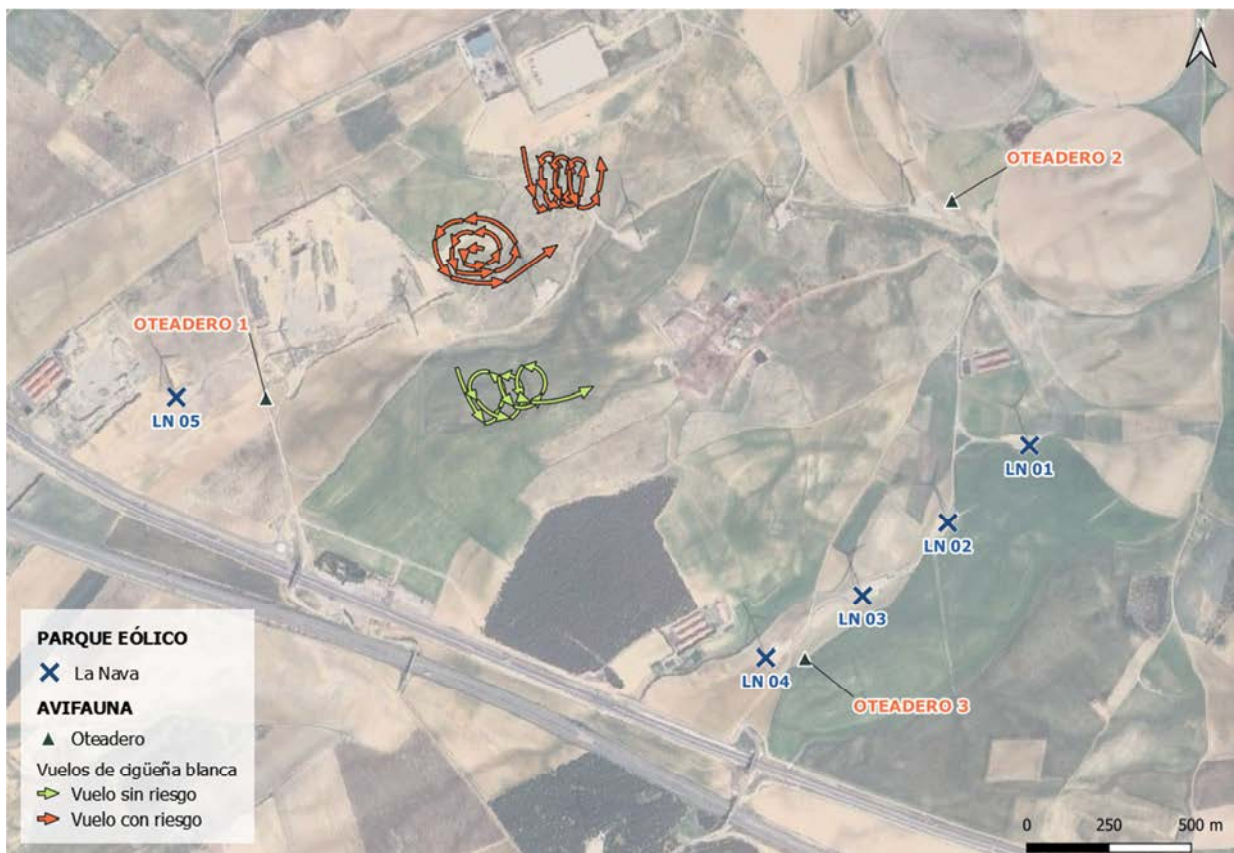 N
OTEADERO 2
OTEADERO 1
LN 05
LN 01
LN 02
LN 03
LN 04
OTEADERO 3
PARQUE EÓLICO
La Nava
AVIFAUNA
Oteadero
Vuelos de cigüeña blanca
Vuelo sin riesgo
Vuelo con riesgo
0 250 500 m